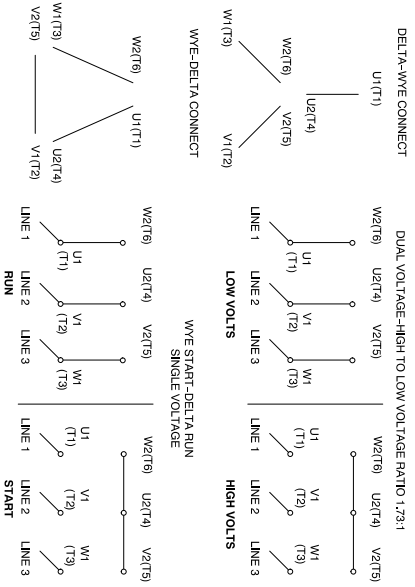 DELTA-WYE CONNECT
U1(T1)
U2(T4)
W2(T6)
V2(T5)
W1(T3)
V1(T2)
DUAL VOLTAGE-HIGH TO LOW VOLTAGE RATIO 1.73:1
W2(T6) U2(T4) V2(T5)
U1 V1 W1
(T1) (T2) (T3)
LINE 1 LINE 2 LINE 3
LOW VOLTS
W2(T6) U2(T4) V2(T5)
U1 V1 W1
(T1) (T2) (T3)
LINE 1 LINE 2 LINE 3
HIGH VOLTS
WYE-DELTA CONNECT
W2(T6) U1(T1)
W1(T3) U2(T4)
V2(T5) V1(T2)
WYE START-DELTA RUN
SINGLE VOLTAGE
W2(T6) U2(T4) V2(T5)
U1 V1 W1
(T1) (T2) (T3)
LINE 1 LINE 2 LINE 3
RUN
W2(T6) U2(T4) V2(T5)
U1 V1 W1
(T1) (T2) (T3)
LINE 1 LINE 2 LINE 3
START